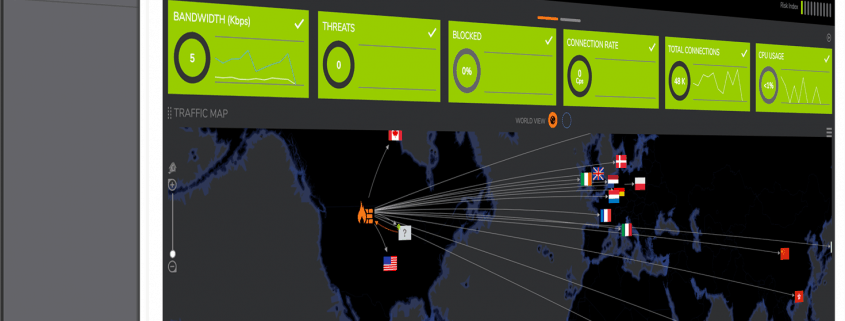 Risk Index
BANDWIDTH (Kbps)
5
THREATS
0
BLOCKED
0%
CONNECTION RATE
0
Cps
TOTAL CONNECTIONS
48 K
CPU USAGE
<1%
TRAFFIC MAP
WORLD VIEW
?